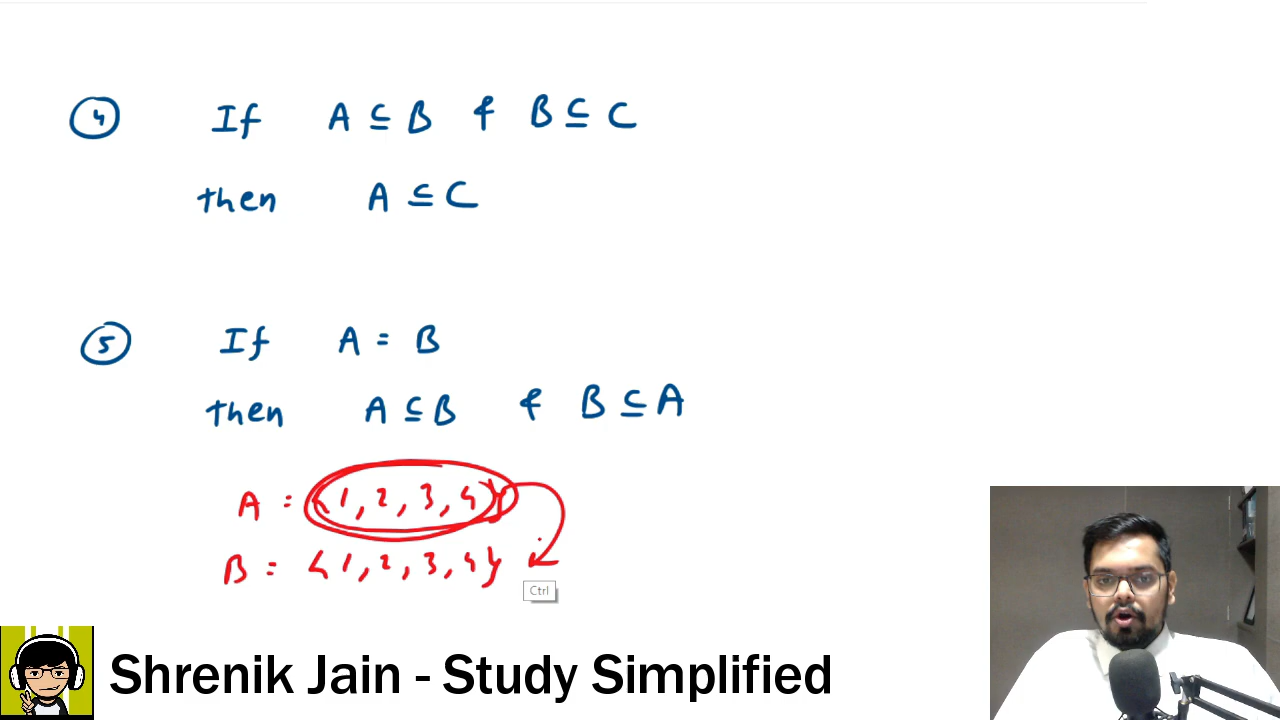 ④ If A ⊆ B & B ⊆ C
then A ⊆ C
⑤ If A = B
then A ⊆ B & B ⊆ A
A = {1, 2, 3, 4}
B = {1, 2, 3, 4}
Ctrl
Shrenik Jain - Study Simplified